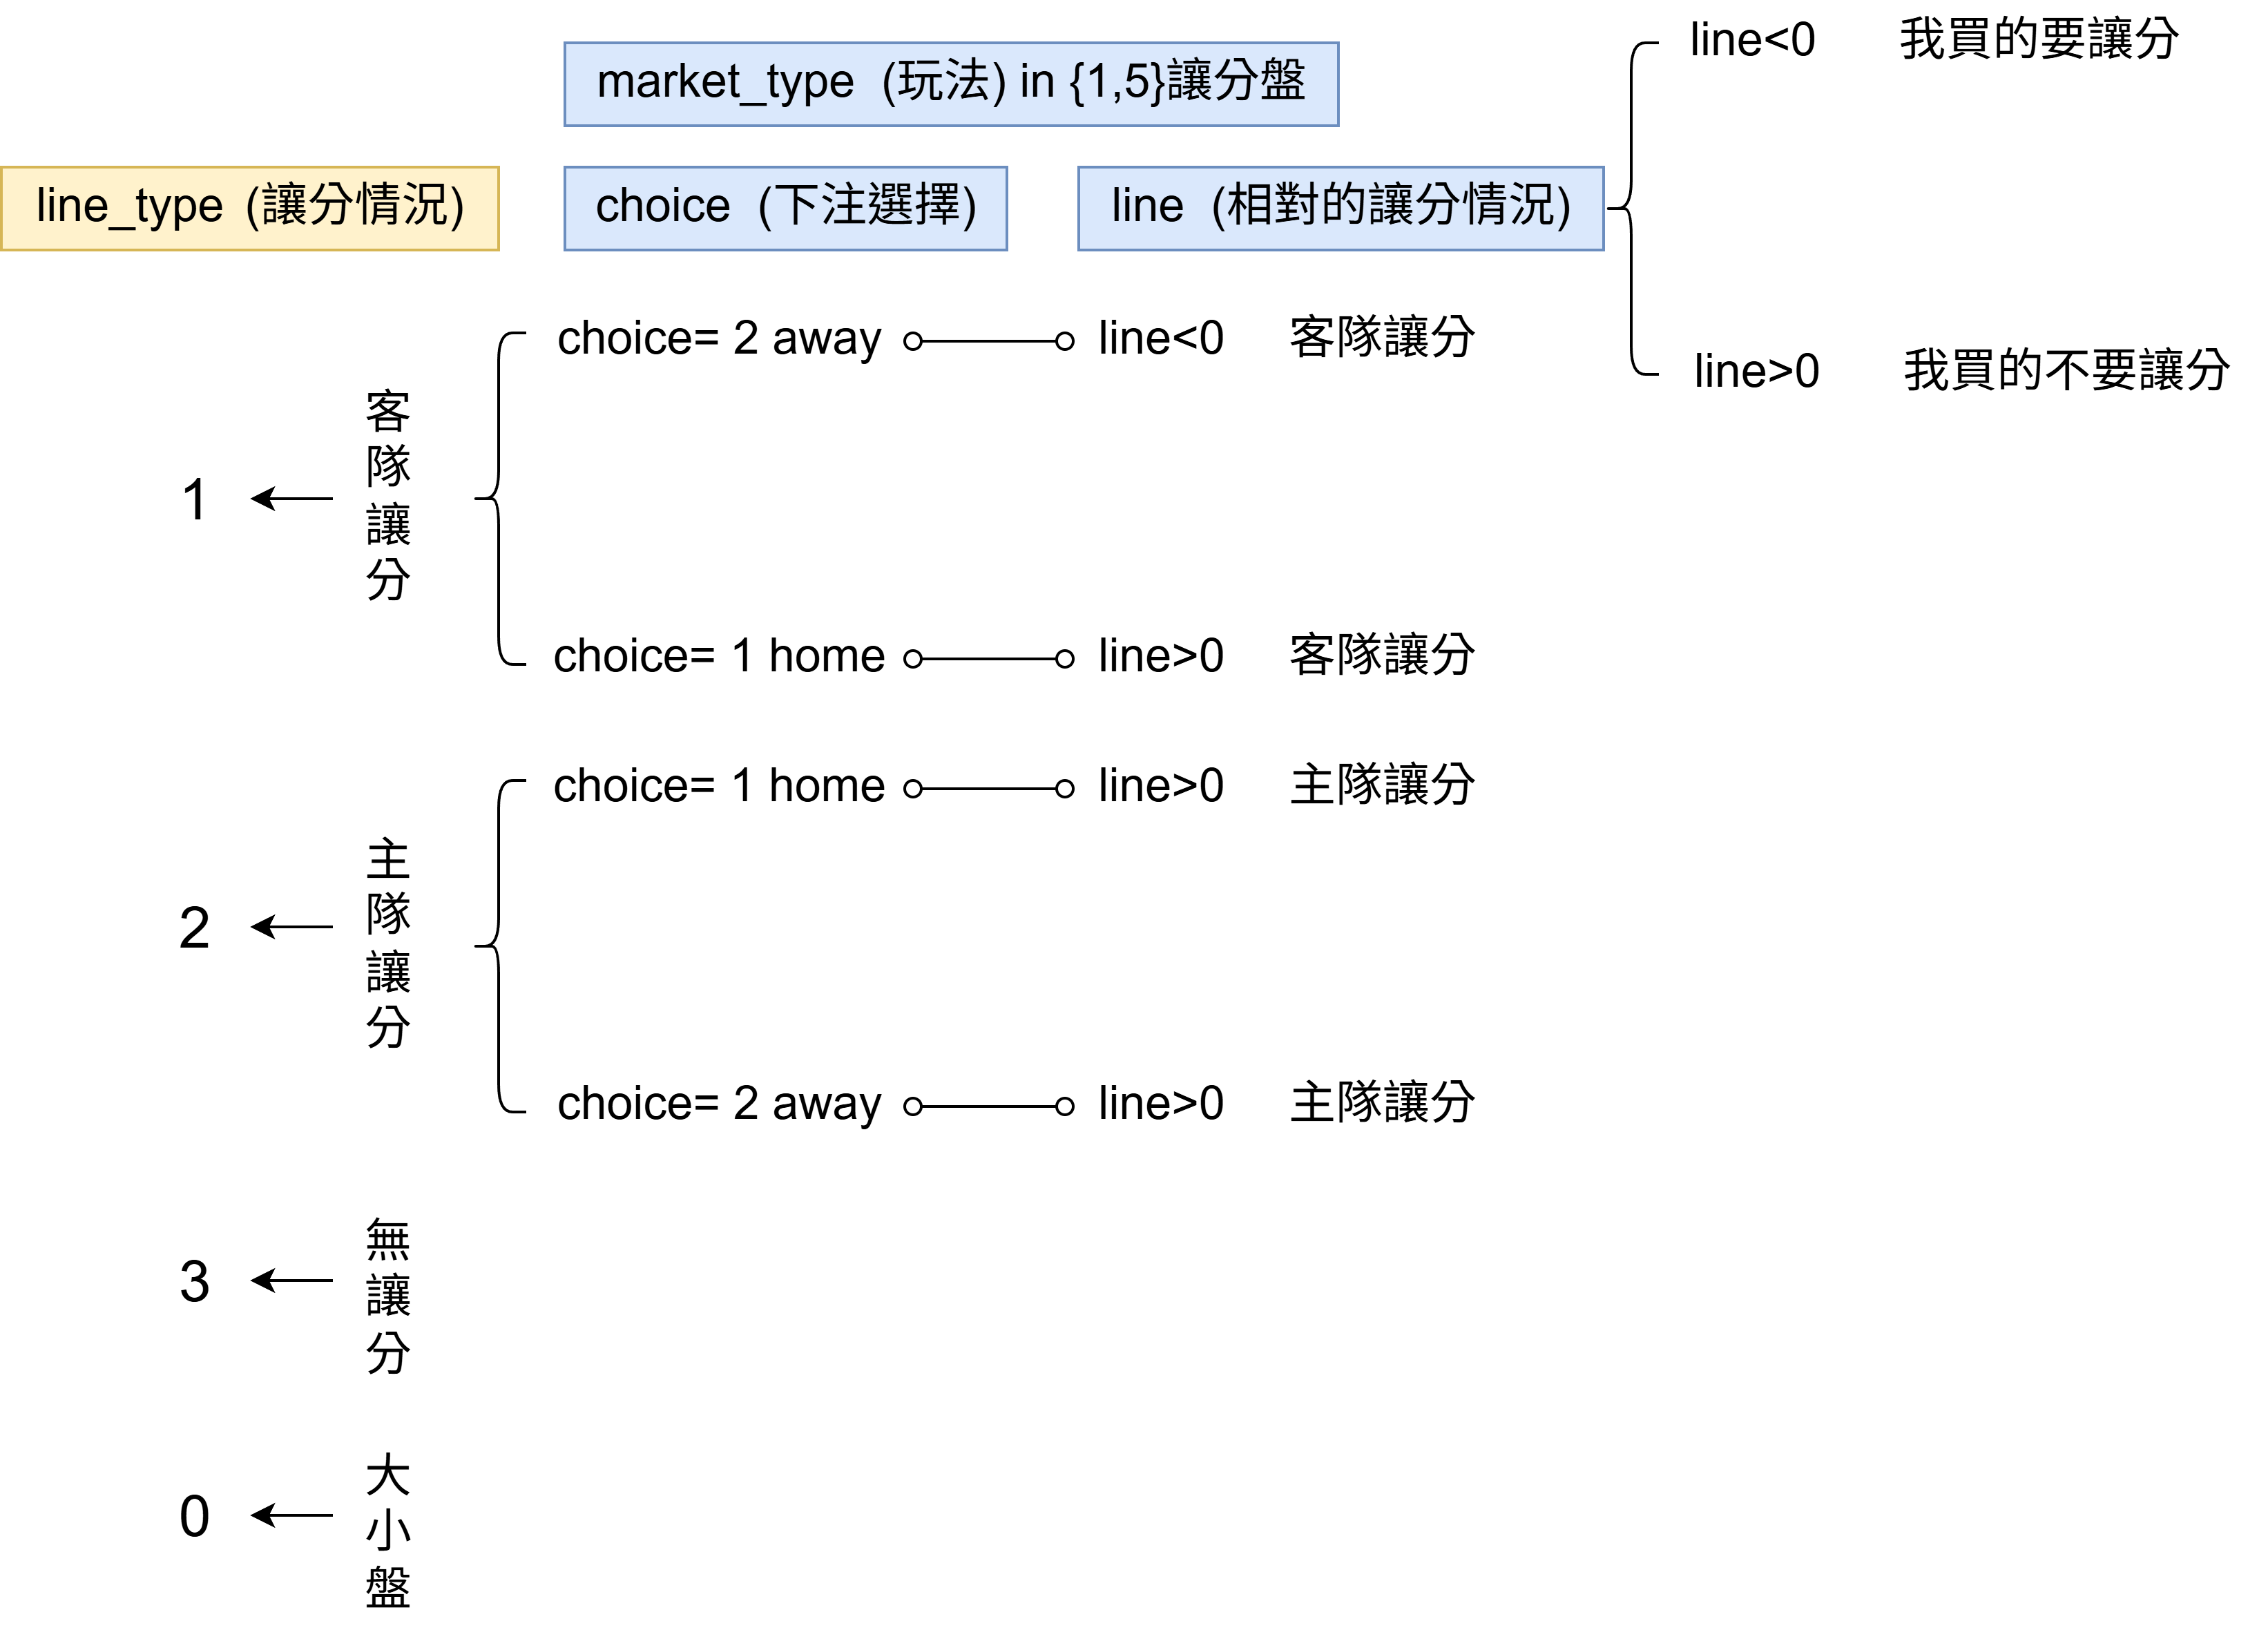 line<0 我買的要讓分
market_type (玩法) in {1,5}讓分盤
line_type (讓分情況)
choice (下注選擇)
line (相對的讓分情況)
line>0 我買的不要讓分
1
客隊讓分
choice= 2 away
line<0 客隊讓分
choice= 1 home
line>0 客隊讓分
2
主隊讓分
choice= 1 home
line>0 主隊讓分
choice= 2 away
line>0 主隊讓分
3
無讓分
0
大小盤